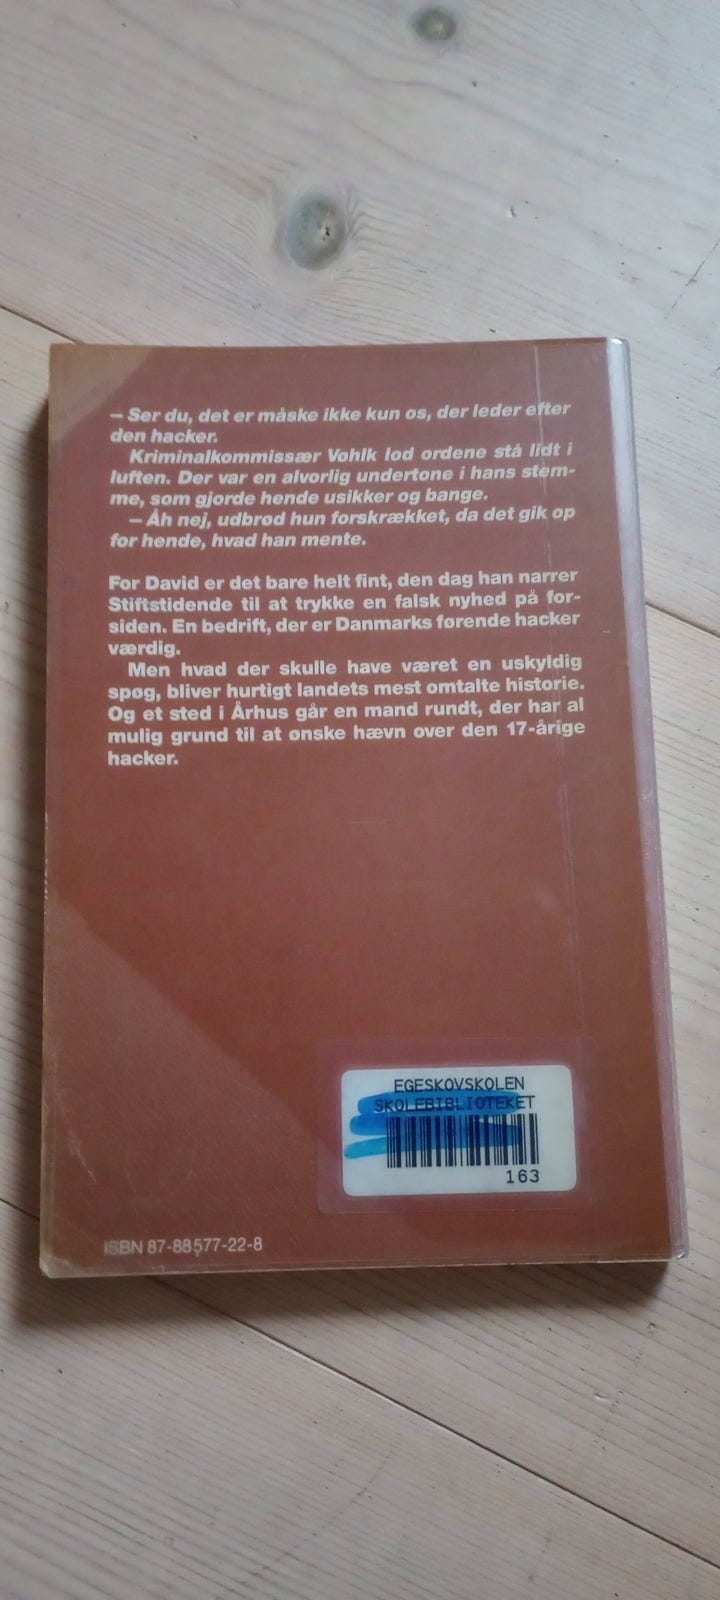 – Ser du, det er måske ikke kun os, der leder efter
den hacker.
Kriminalkommissær Vohlk lod ordene stå lidt i
luften. Der var en alvorlig undertone i hans stem-
me, som gjorde hende usikker og bange.
– Åh nej, udbrød hun forskrækket, da det gik op
for hende, hvad han mente.
For David er det bare helt fint, den dag han narrer
Stiftstidende til at trykke en falsk nyhed på for-
siden. En bedrift, der er Danmarks førende hacker
værdig.
Men hvad der skulle have været en uskyldig
spøg, bliver hurtigt landets mest omtalte historie.
Og et sted i Århus går en mand rundt, der har al
mulig grund til at ønske hævn over den 17-årige
hacker.
EGESKOVSKOLEN
SKOLEBIBLIOTEKET
163
ISBN 87-88577-22-8